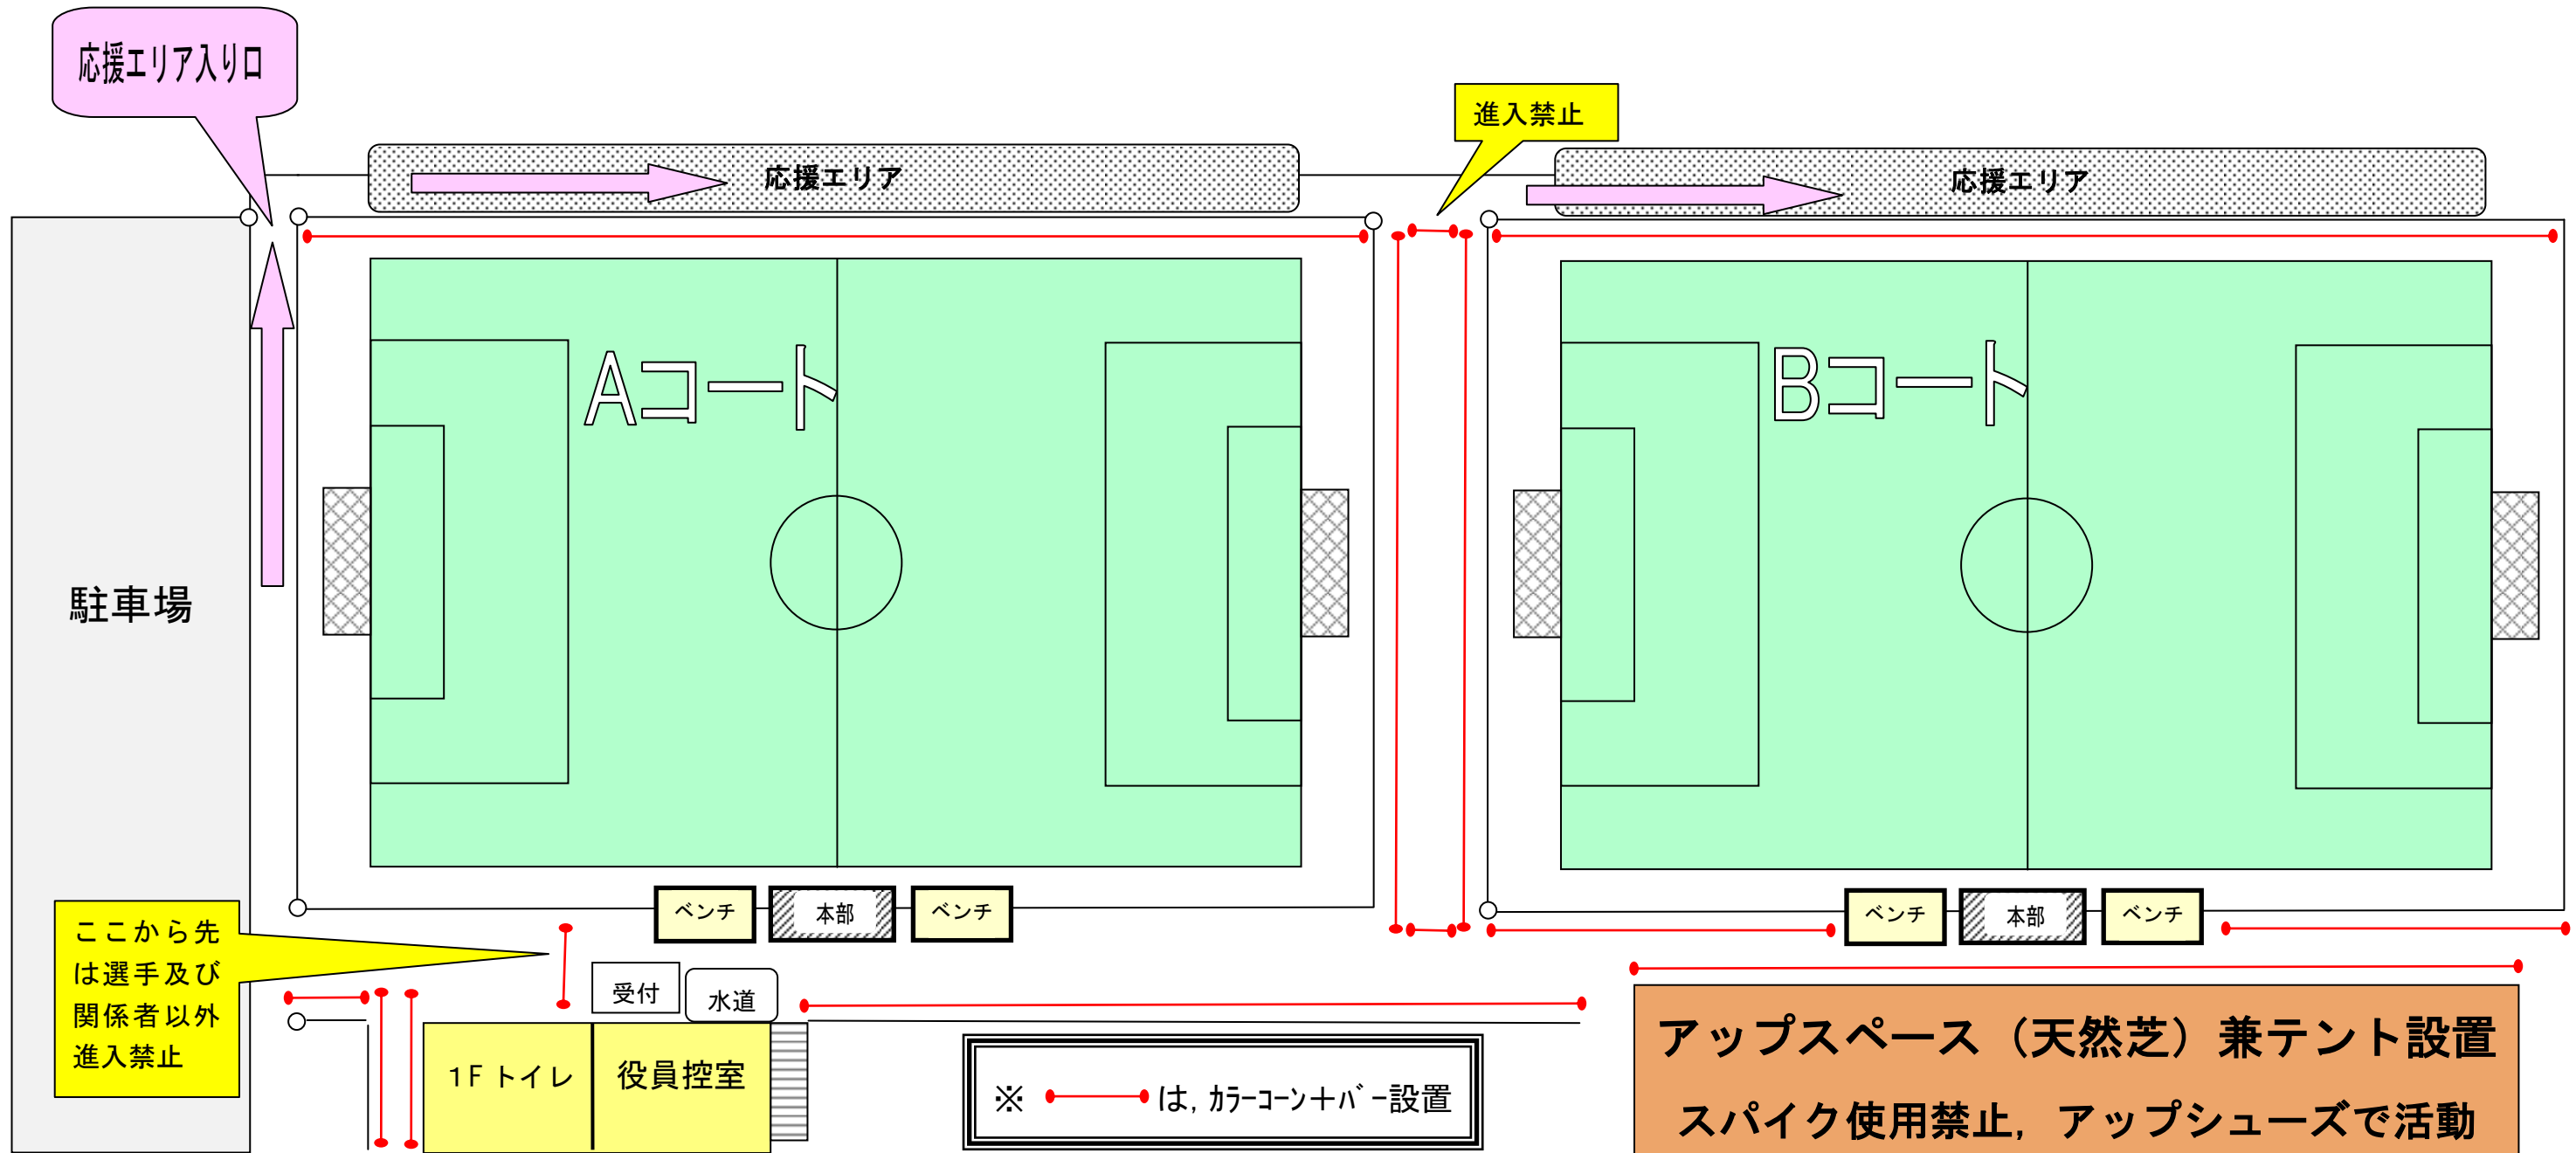 応援エリア入り口
進入禁止
応援エリア
応援エリア
Aコート
Bコート
駐車場
ベンチ
本部
ベンチ
ベンチ
本部
ベンチ
ここから先
は選手及び
関係者以外
進入禁止
受付
水道
1Fトイレ
役員控室
※ は，ｶﾗｰｺｰﾝ＋ﾊﾞｰ設置
アップスペース（天然芝）兼テント設置
スパイク使用禁止，アップシューズで活動